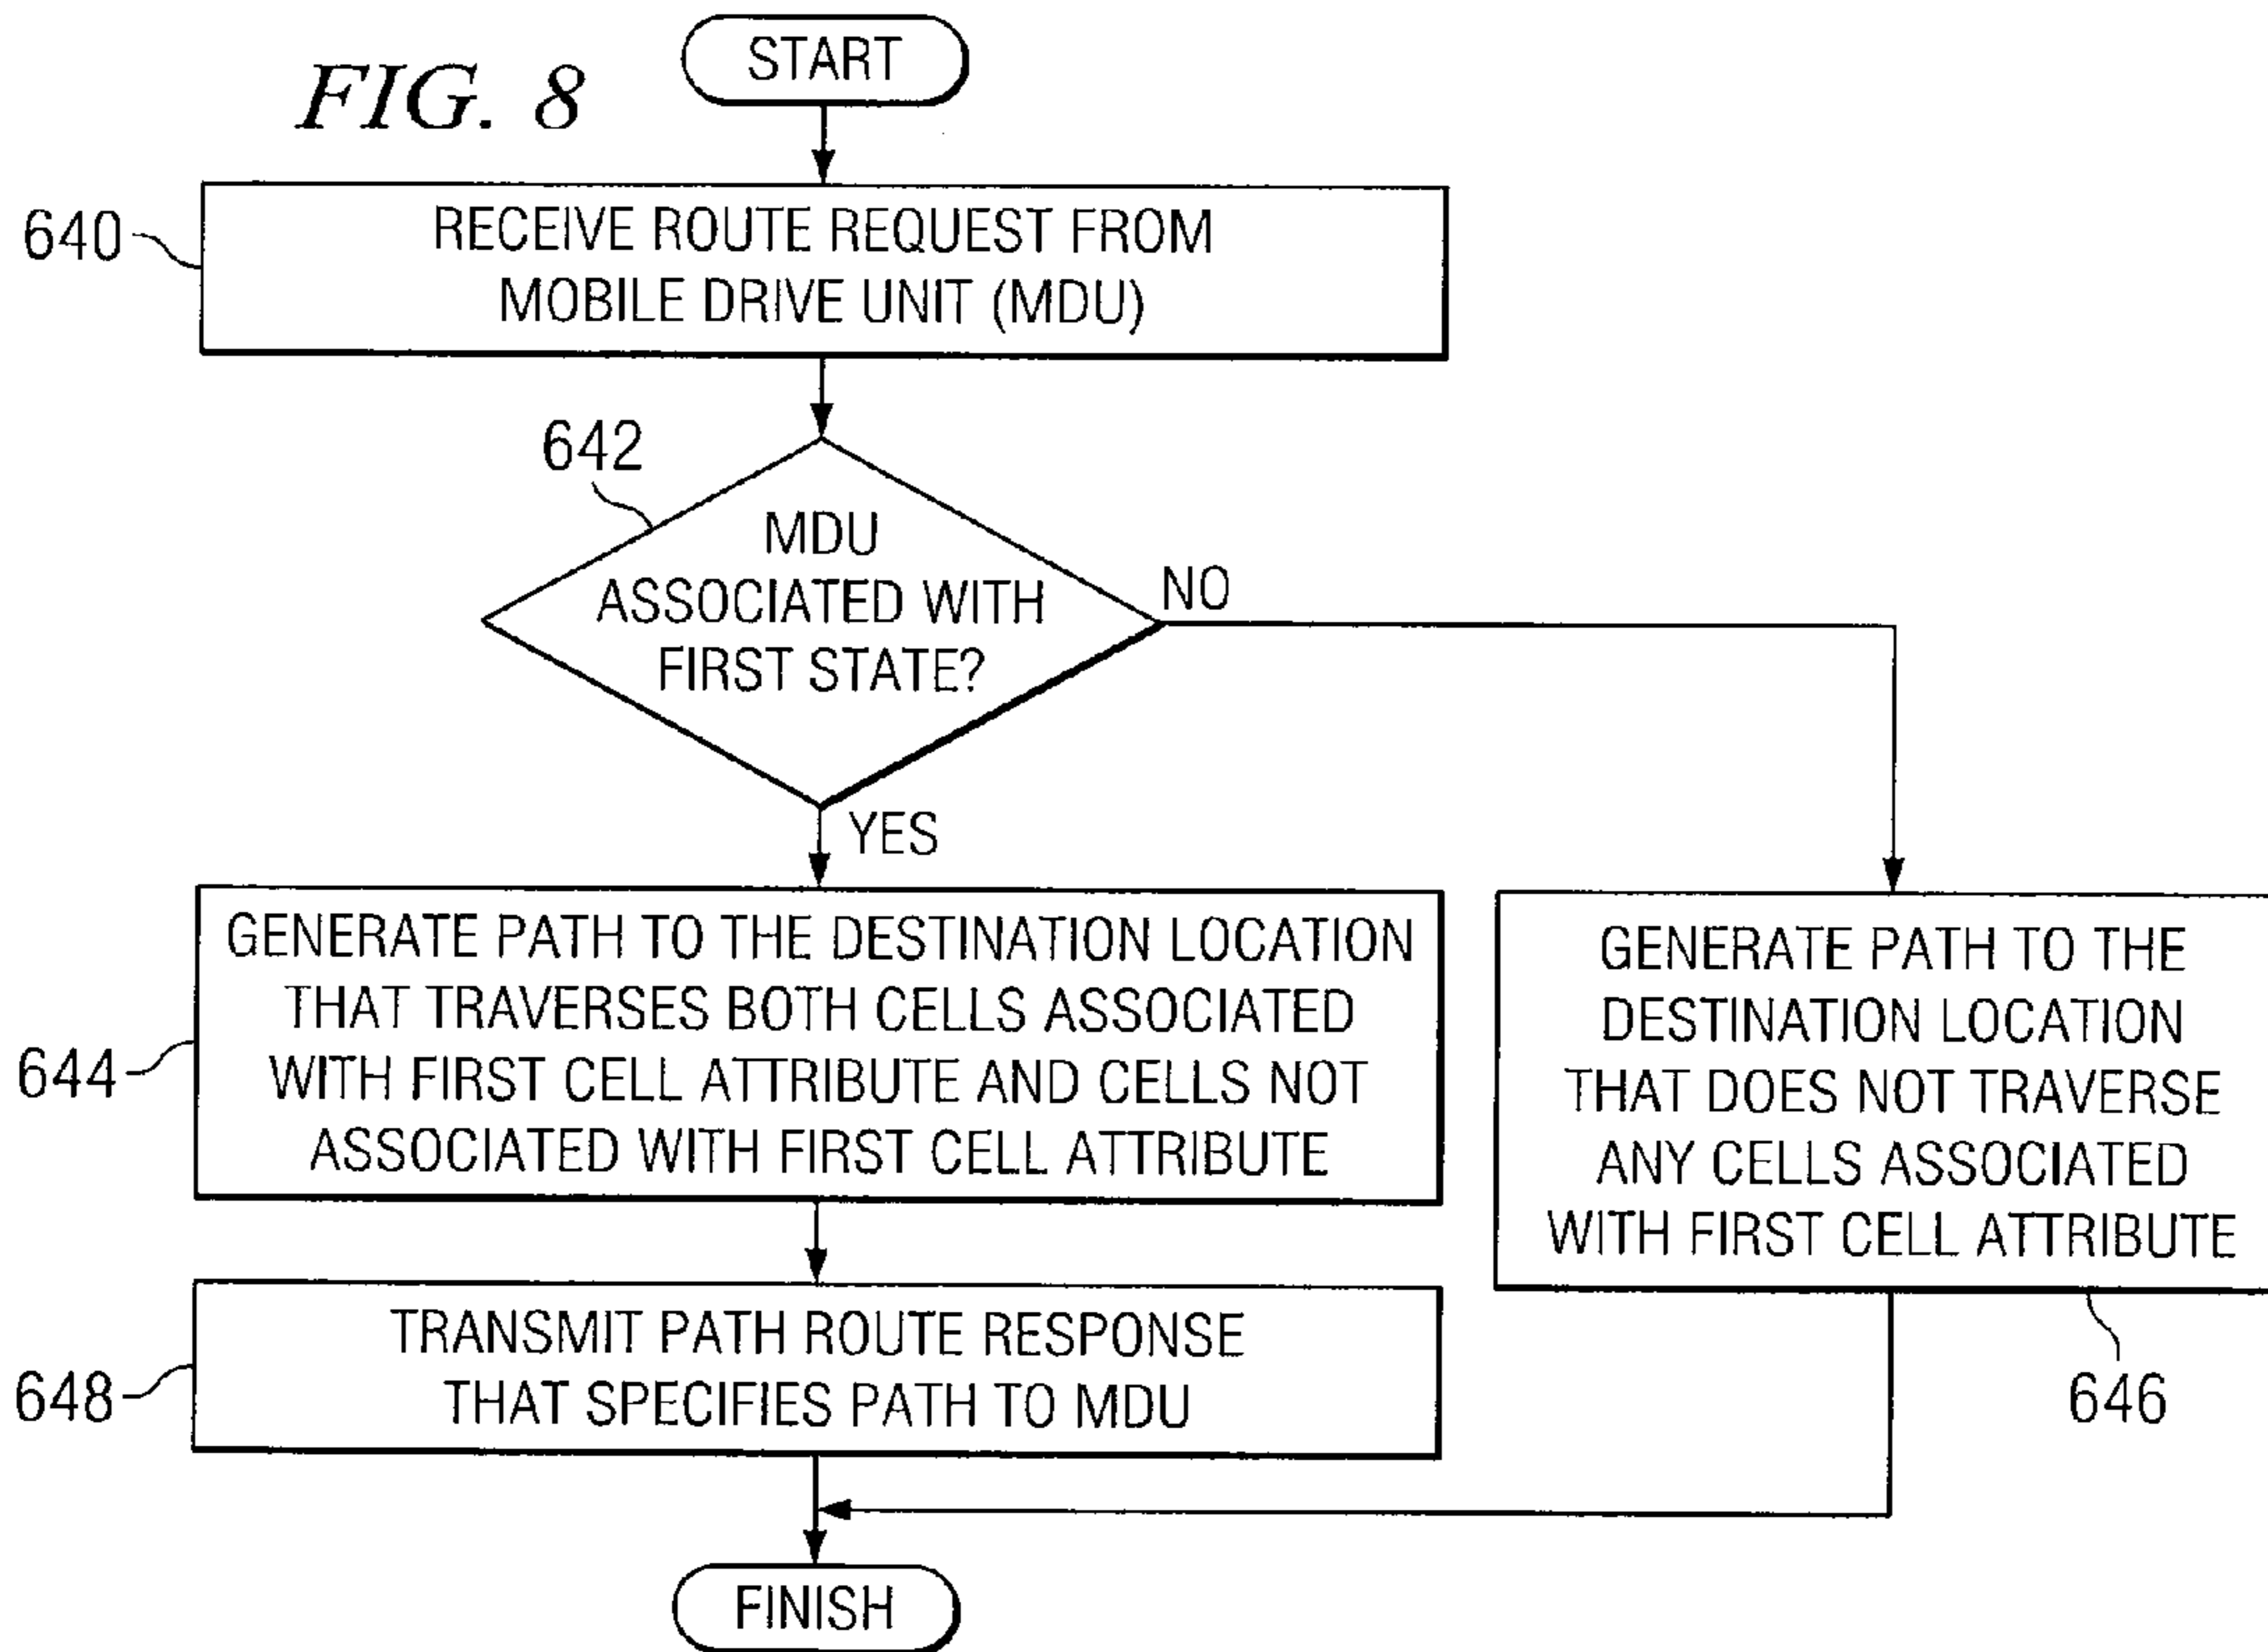 FIG. 8
START
640
RECEIVE ROUTE REQUEST FROM
MOBILE DRIVE UNIT (MDU)
642
MDU
ASSOCIATED WITH
FIRST STATE?
NO
YES
644
GENERATE PATH TO THE DESTINATION LOCATION
THAT TRAVERSES BOTH CELLS ASSOCIATED
WITH FIRST CELL ATTRIBUTE AND CELLS NOT
ASSOCIATED WITH FIRST CELL ATTRIBUTE
GENERATE PATH TO THE
DESTINATION LOCATION
THAT DOES NOT TRAVERSE
ANY CELLS ASSOCIATED
WITH FIRST CELL ATTRIBUTE
646
648
TRANSMIT PATH ROUTE RESPONSE
THAT SPECIFIES PATH TO MDU
FINISH